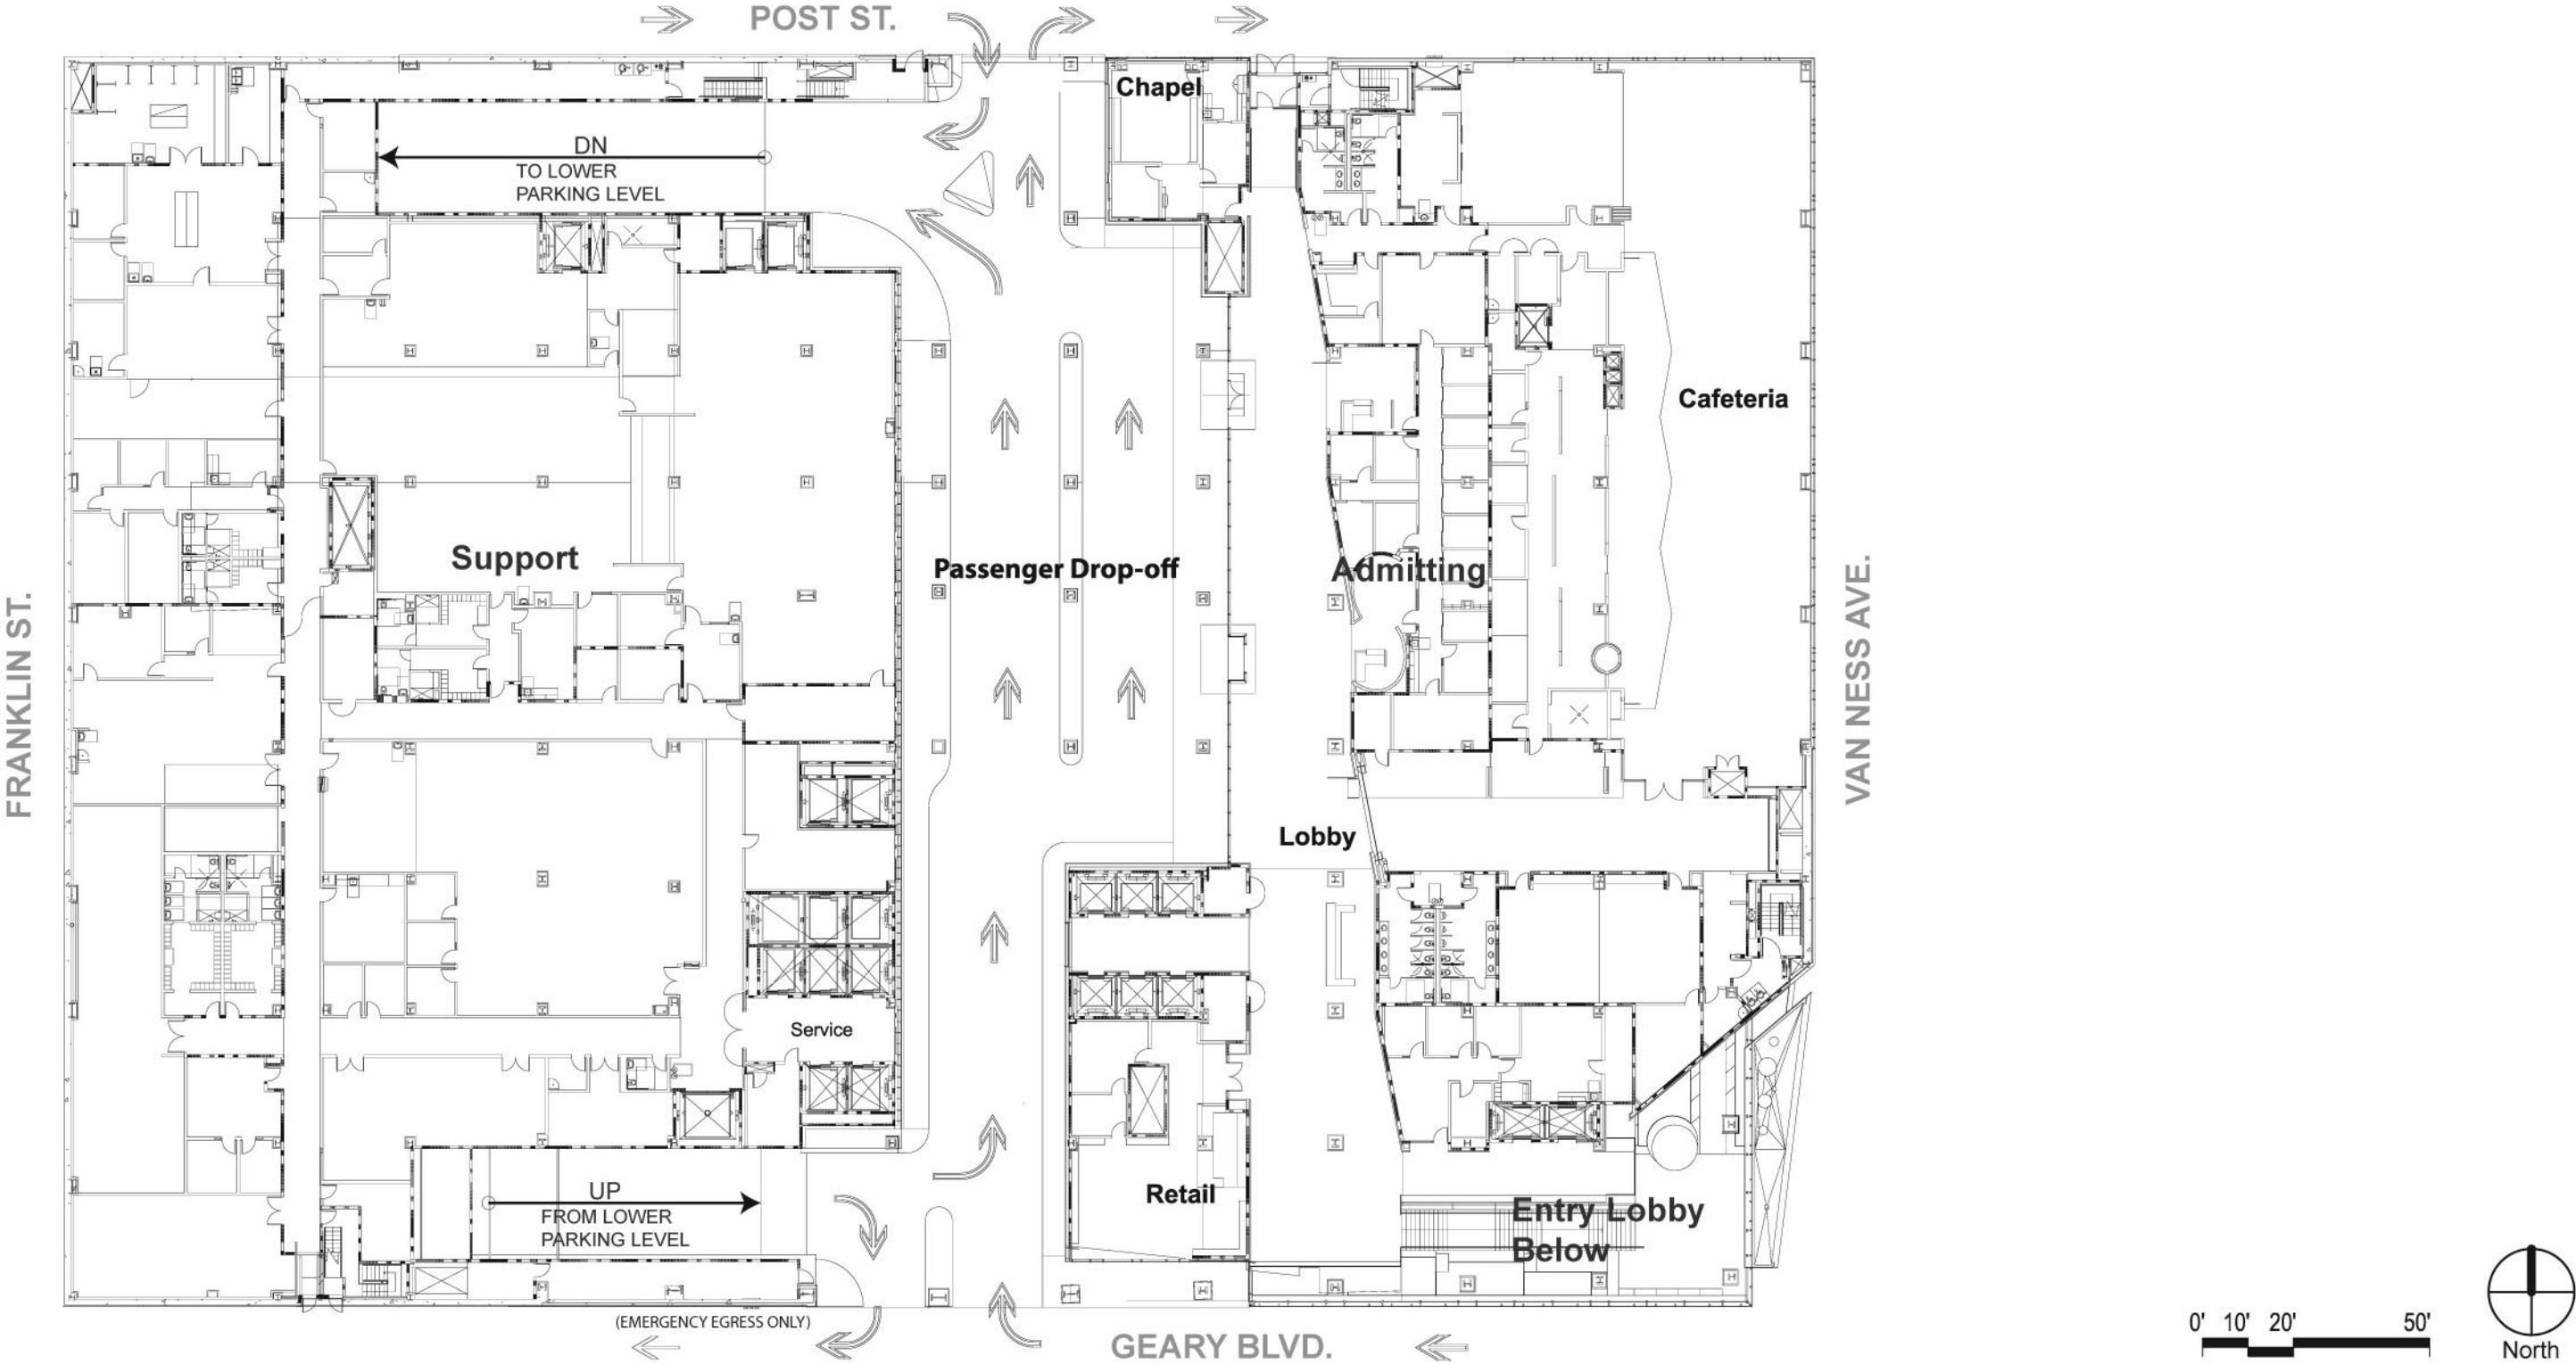 POST ST.
Chapel
DN
TO LOWER
PARKING LEVEL
Cafeteria
Support
Passenger Drop-off
Admitting
FRANKLIN ST.
VAN NESS AVE.
Lobby
Service
UP
FROM LOWER
PARKING LEVEL
Retail
Entry Lobby
Below
(EMERGENCY EGRESS ONLY)
GEARY BLVD.
0' 10' 20' 50'
North